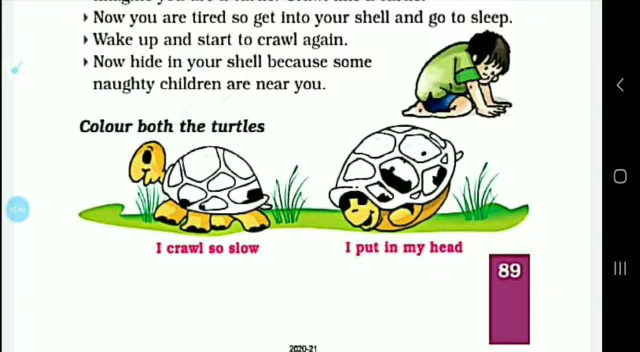 Now you are tired so get into your shell and go to sleep.
Wake up and start to crawl again.
Now hide in your shell because some
naughty children are near you.
Colour both the turtles
I crawl so slow
I put in my head
89
2020-21